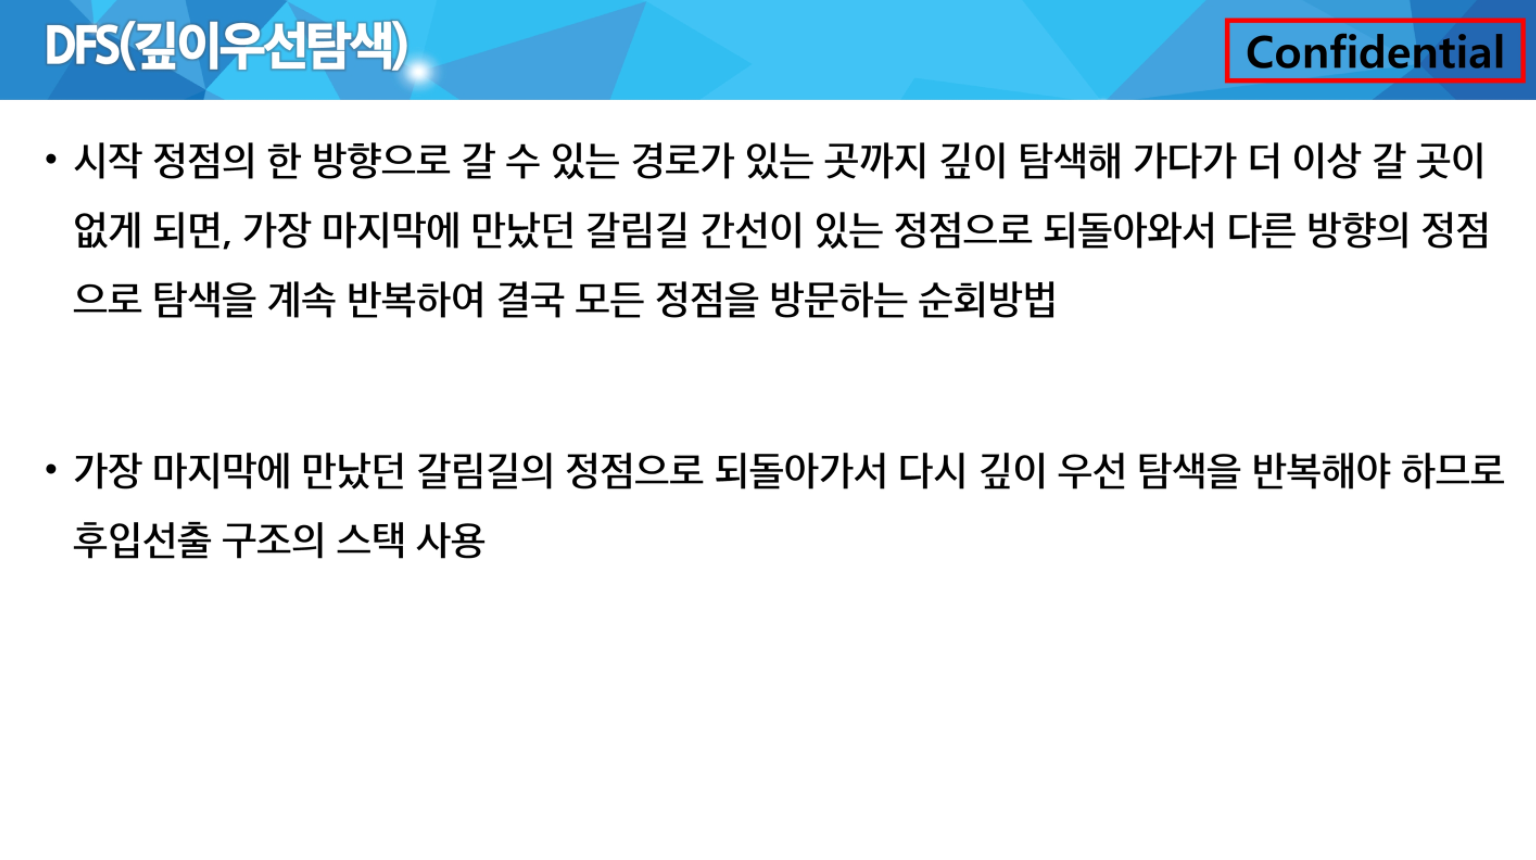 DFS(깊이우선탐색)
Confidential
• 시작 정점의 한 방향으로 갈 수 있는 경로가 있는 곳까지 깊이 탐색해 가다가 더 이상 갈 곳이
없게 되면, 가장 마지막에 만났던 갈림길 간선이 있는 정점으로 되돌아와서 다른 방향의 정점
으로 탐색을 계속 반복하여 결국 모든 정점을 방문하는 순회방법
• 가장 마지막에 만났던 갈림길의 정점으로 되돌아가서 다시 깊이 우선 탐색을 반복해야 하므로
후입선출 구조의 스택 사용